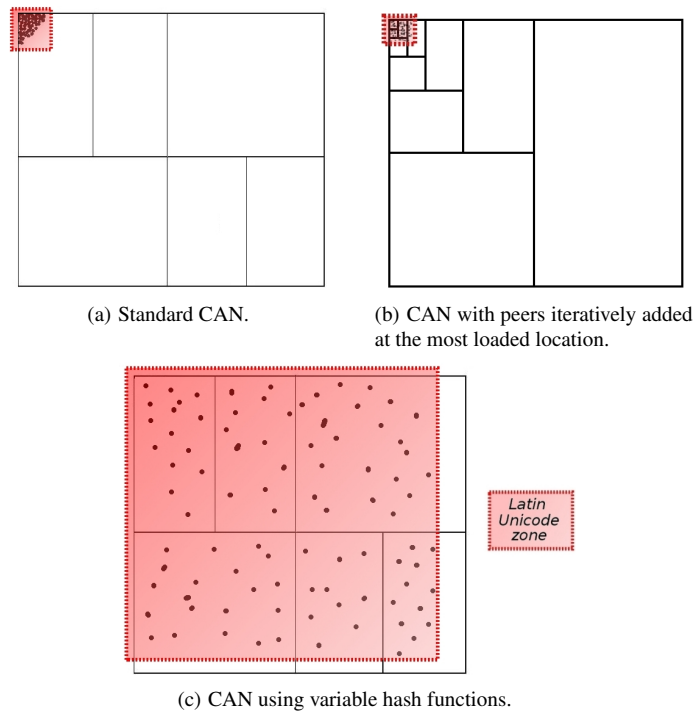 (a) Standard CAN.
(b) CAN with peers iteratively added
at the most loaded location.
Latin
Unicode
zone
(c) CAN using variable hash functions.